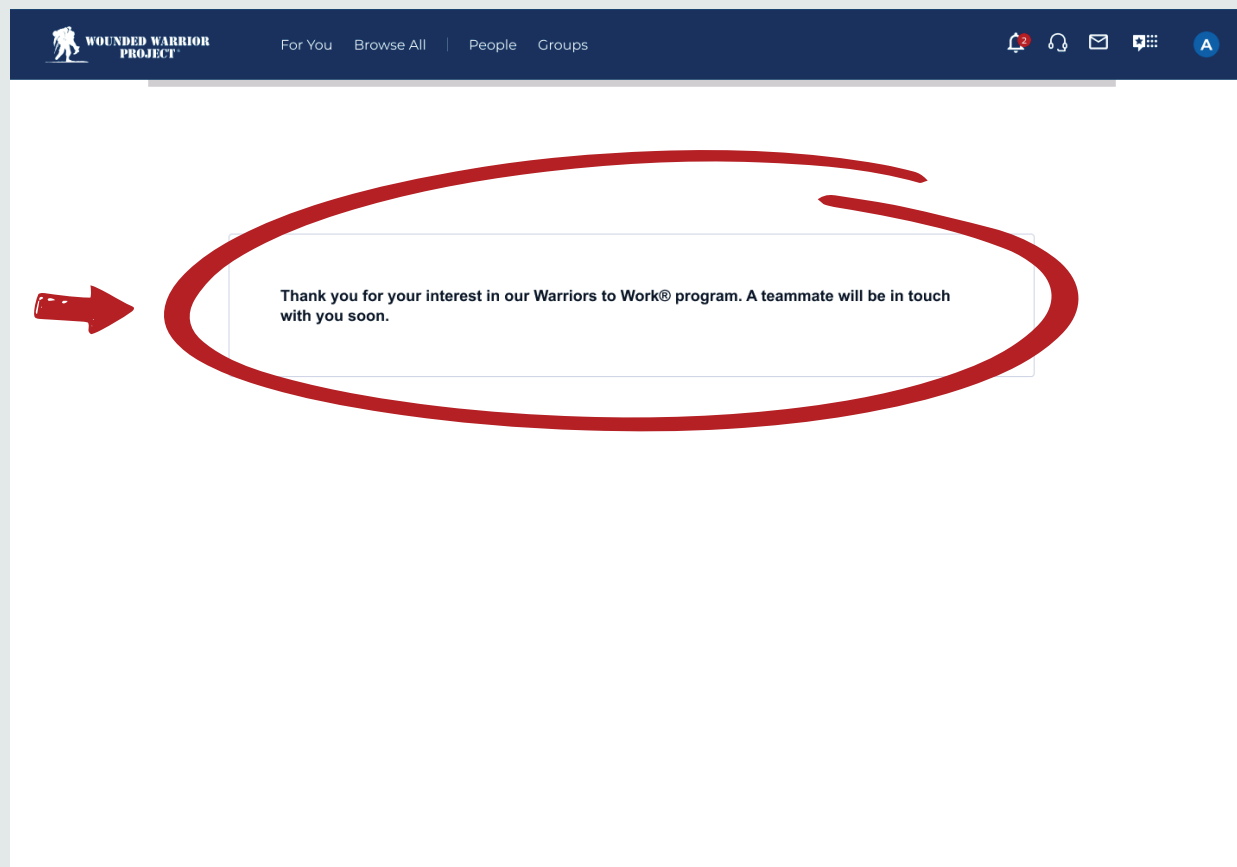 WOUNDED WARRIOR
PROJECT
For You Browse All People Groups
2
A
Thank you for your interest in our Warriors to Work® program. A teammate will be in touch
with you soon.